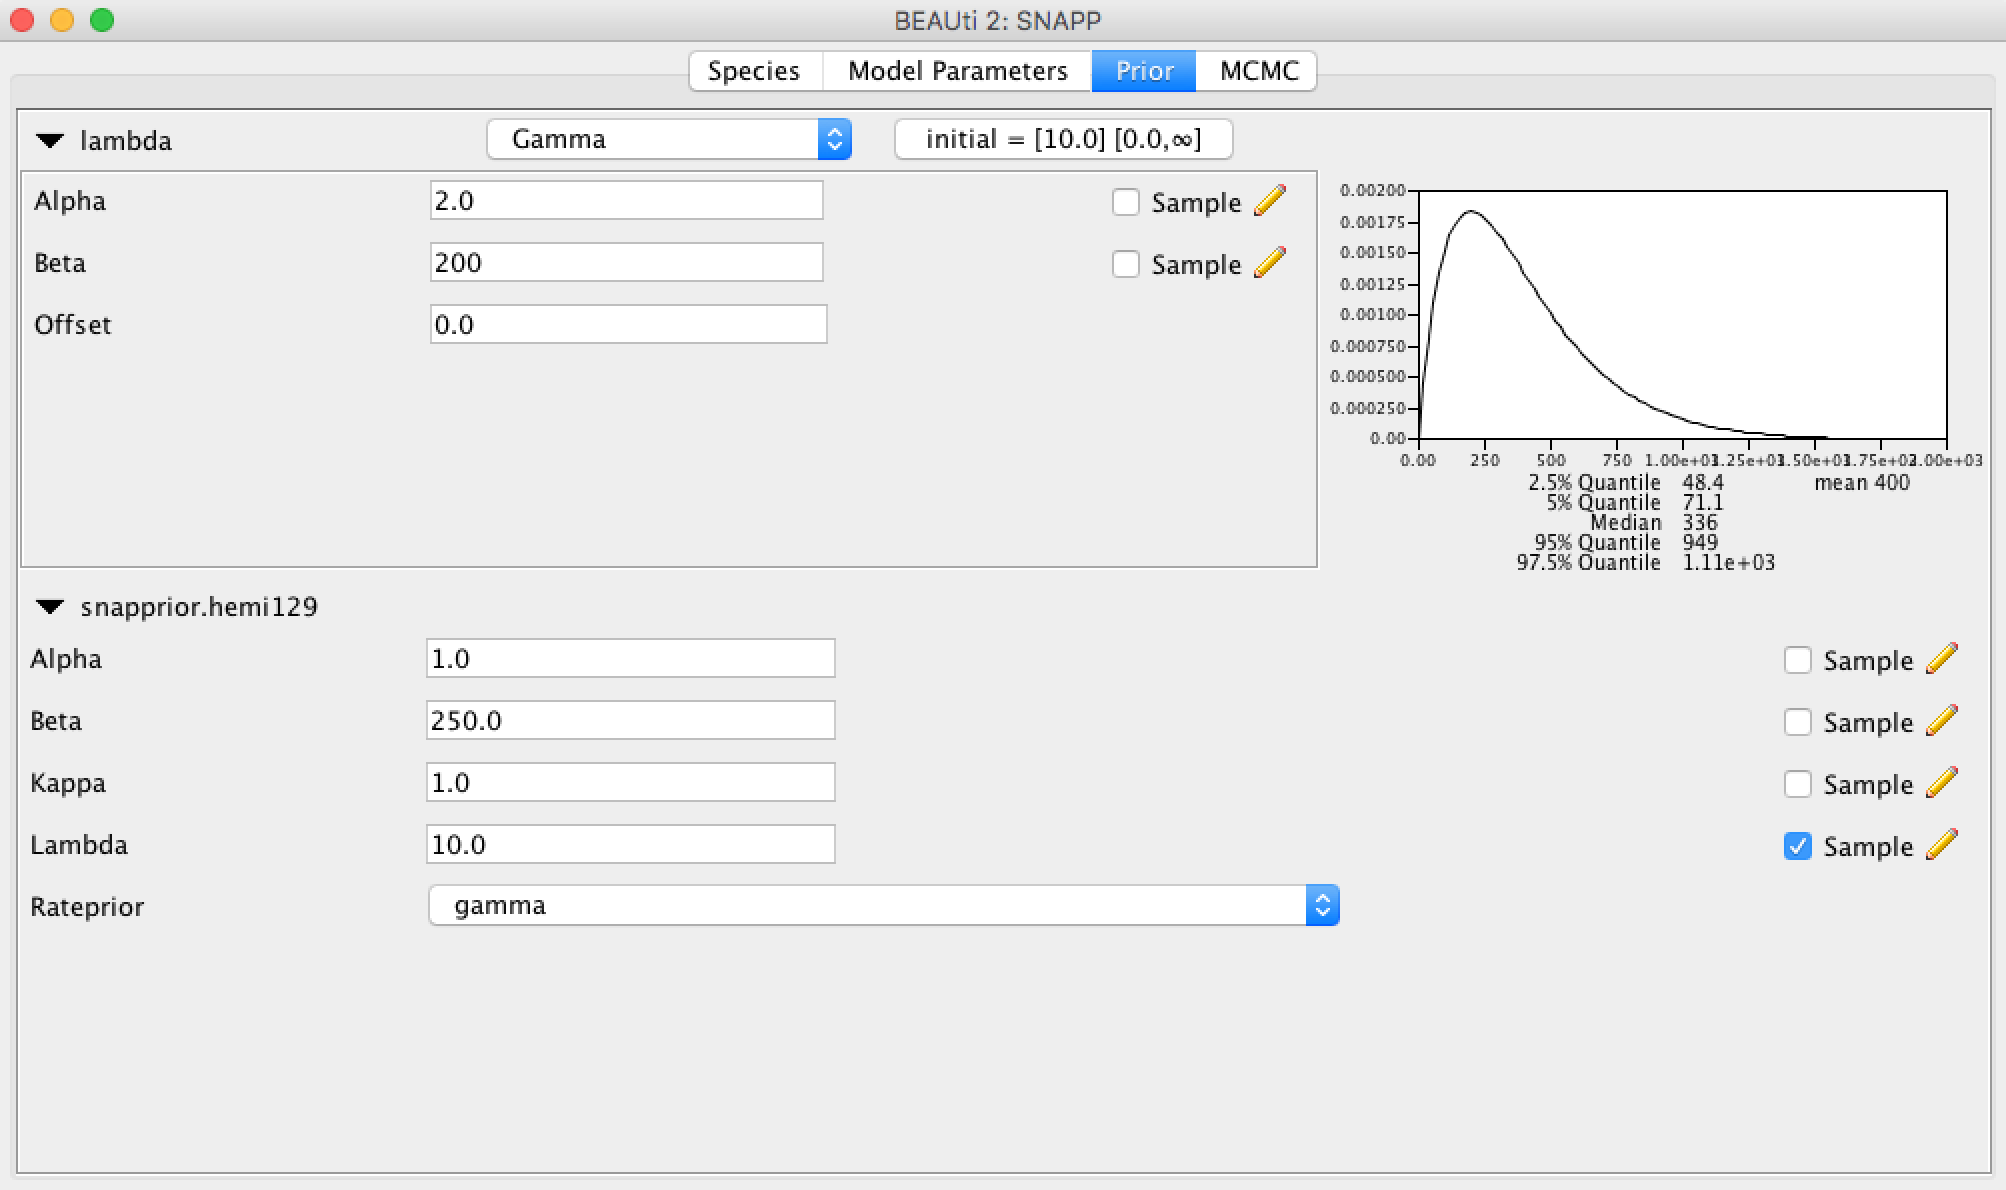 BEAUti 2: SNAPP
Species Model Parameters Prior MCMC
lambda Gamma initial = [10.0] [0.0,∞]
Alpha 2.0 Sample
Beta 200 Sample
Offset 0.0
0.00200
0.00175
0.00150
0.00125
0.00100
0.000750
0.000500
0.000250
0.00
0.00 250 500 750 1.00e+03 1.25e+03 1.50e+03 1.75e+03 2.00e+03
2.5% Quantile 48.4 mean 400
5% Quantile 71.1
Median 336
95% Quantile 949
97.5% Quantile 1.11e+03
snapprior.hemi129
Alpha 1.0 Sample
Beta 250.0 Sample
Kappa 1.0 Sample
Lambda 10.0 Sample
Rateprior gamma